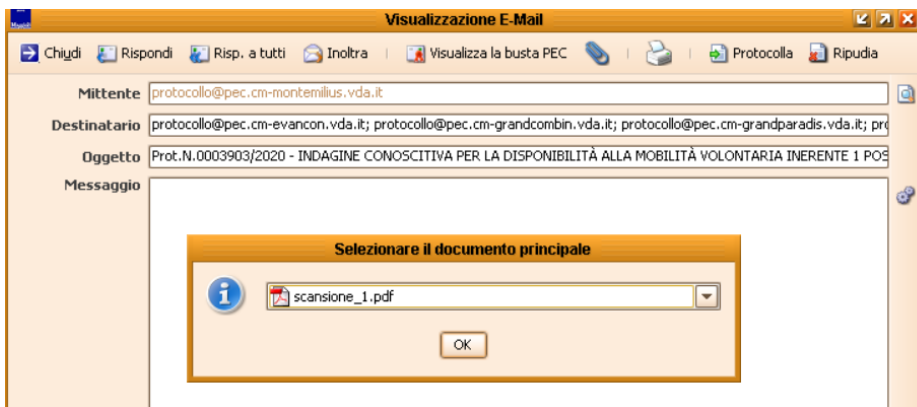 Visualizzazione E-Mail
Chiudi Rispondi Risp. a tutti Inoltra Visualizza la busta PEC Protocolla Ripudia
Mittente protocollo@pec.cm-montemilius.vda.it
Destinatario protocollo@pec.cm-evancon.vda.it; protocollo@pec.cm-grandcombin.vda.it; protocollo@pec.cm-grandparadis.vda.it; pro
Oggetto Prot.N.0003903/2020 - INDAGINE CONOSCITIVA PER LA DISPONIBILITÀ ALLA MOBILITÀ VOLONTARIA INERENTE 1 POS
Messaggio
Selezionare il documento principale
scansione_1.pdf
OK